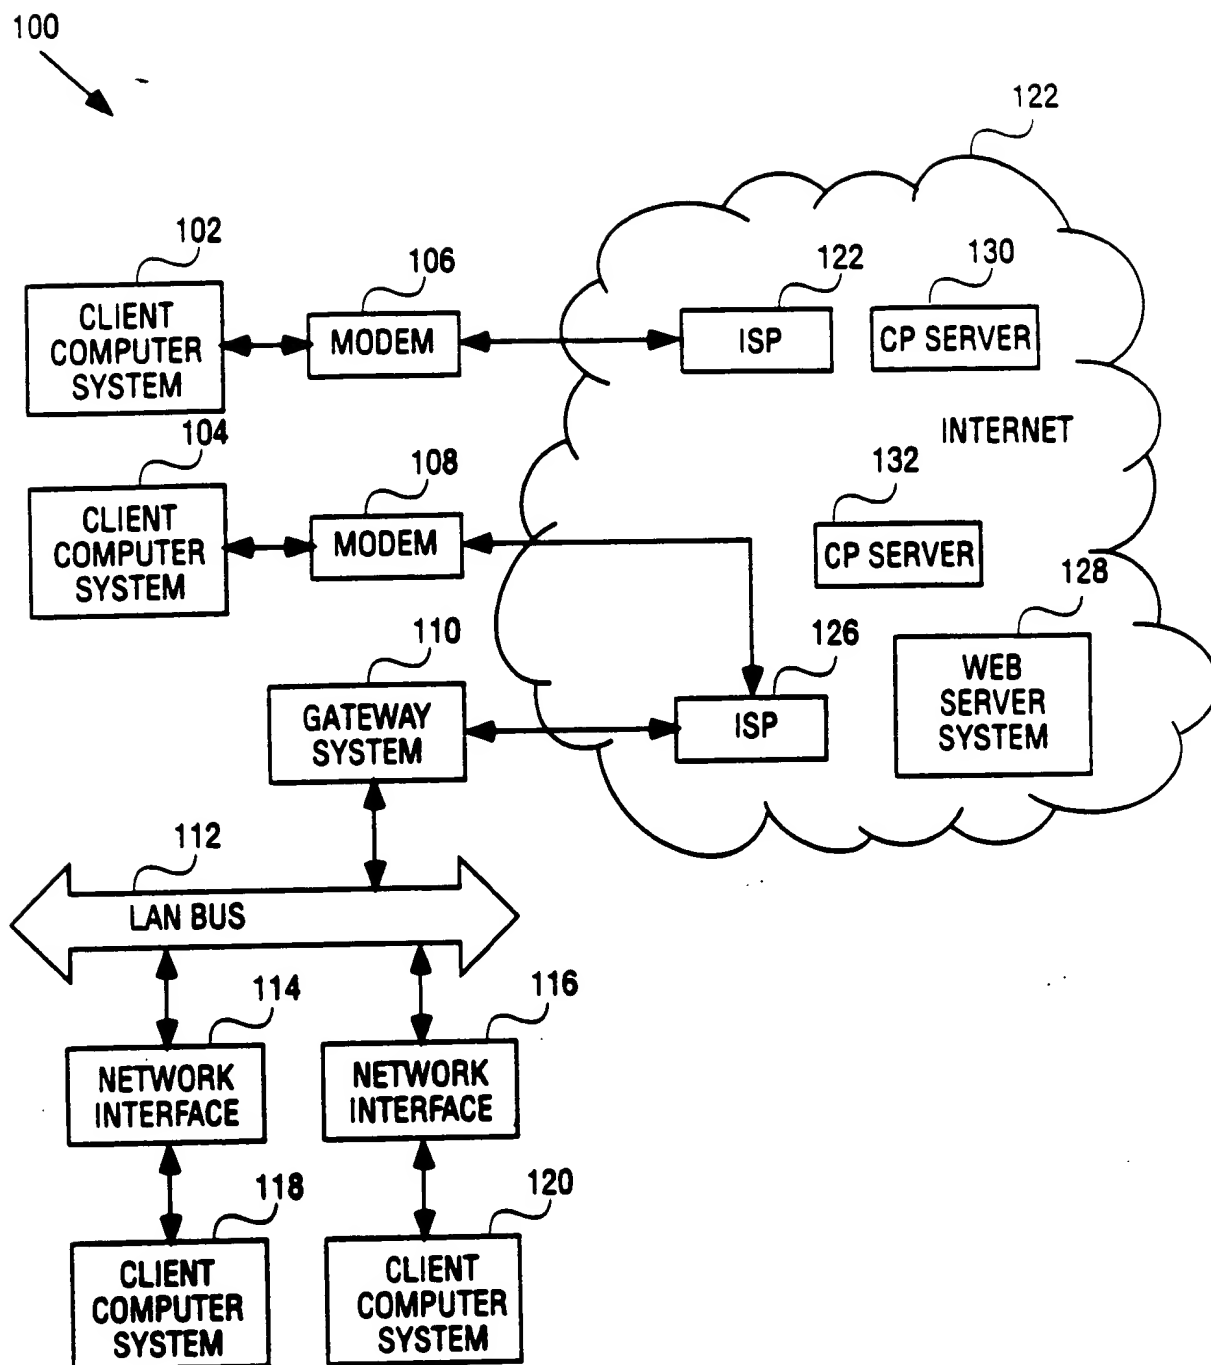 100
122
102
106
122
130
CLIENT
COMPUTER
SYSTEM
MODEM
ISP
CP SERVER
INTERNET
104
108
132
CLIENT
COMPUTER
SYSTEM
MODEM
CP SERVER
128
110
126
GATEWAY
SYSTEM
ISP
WEB
SERVER
SYSTEM
112
LAN BUS
114
116
NETWORK
INTERFACE
NETWORK
INTERFACE
118
120
CLIENT
COMPUTER
SYSTEM
CLIENT
COMPUTER
SYSTEM